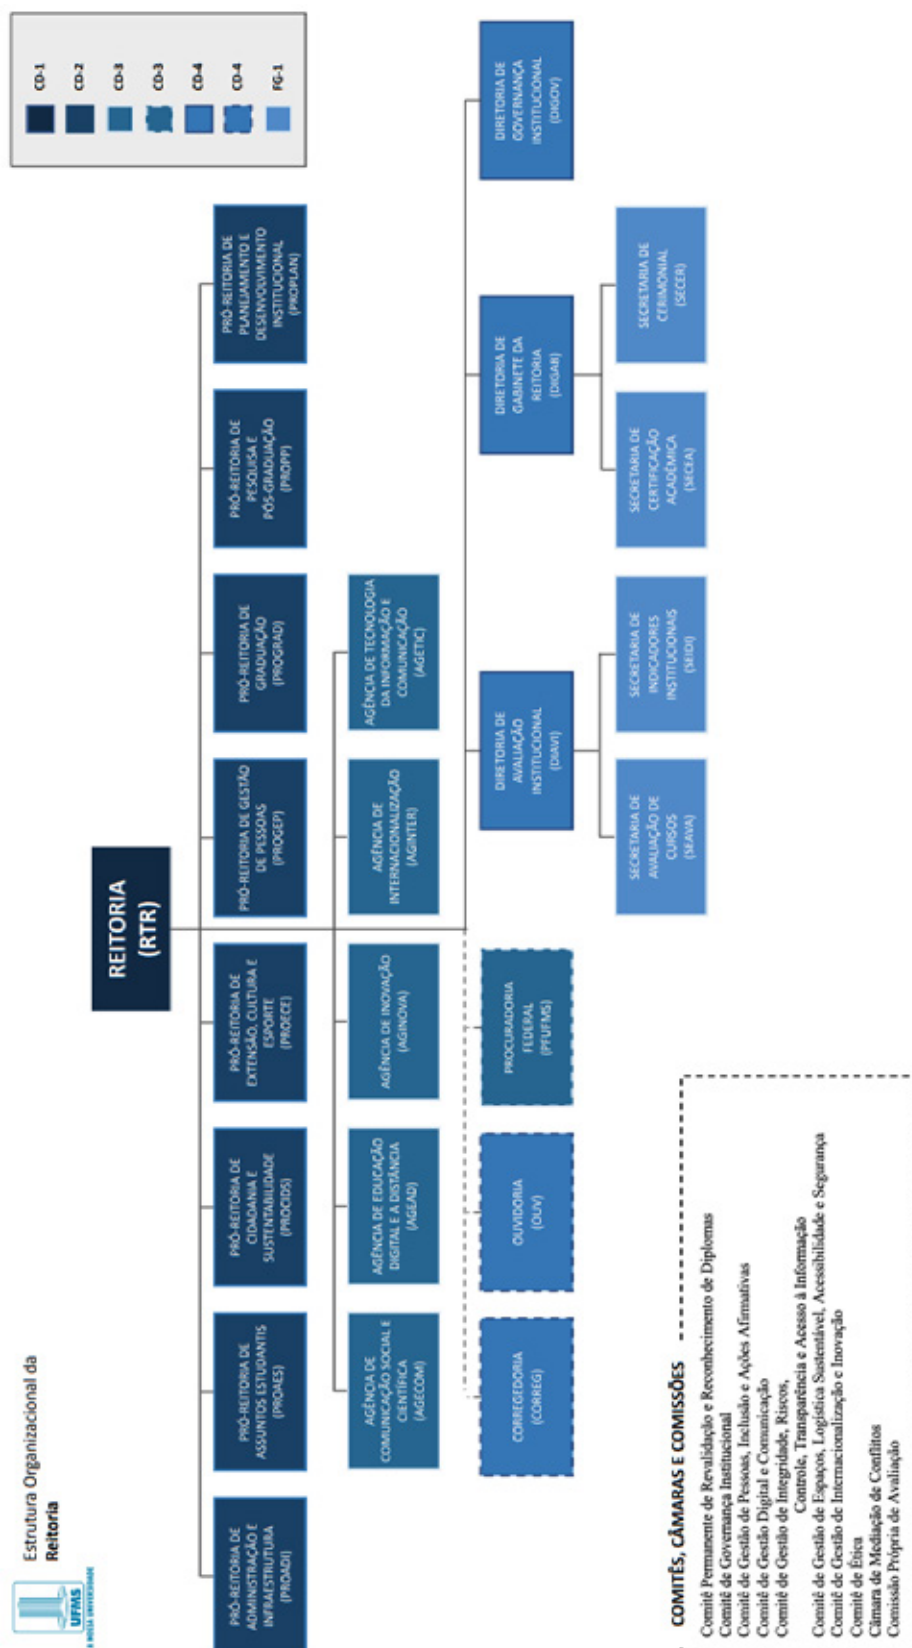 UFMS
A NOSSA UNIVERSIDADE
Estrutura Organizacional da
Reitoria
CD-1
CD-2
CD-3
CD-3
CD-4
CD-4
FG-1
REITORIA
(RTR)
PRÓ-REITORIA DE
ADMINISTRAÇÃO E
INFRAESTRUTURA
(PROADI)
PRÓ-REITORIA DE
ASSUNTOS ESTUDANTIS
(PROAES)
PRÓ-REITORIA DE
CIDADANIA E
SUSTENTABILIDADE
(PROCIDS)
PRÓ-REITORIA DE
EXTENSÃO, CULTURA E
ESPORTE
(PROECE)
PRÓ-REITORIA DE GESTÃO
DE PESSOAS
(PROGEP)
PRÓ-REITORIA DE
GRADUAÇÃO
(PROGRAD)
PRÓ-REITORIA DE
PESQUISA E
PÓS-GRADUAÇÃO
(PROPP)
PRÓ-REITORIA DE
PLANEJAMENTO E
DESENVOLVIMENTO
INSTITUCIONAL
(PROPLAN)
AGÊNCIA DE
COMUNICAÇÃO SOCIAL E
CIENTÍFICA
(AGECOM)
AGÊNCIA DE EDUCAÇÃO
DIGITAL E A DISTÂNCIA
(AGEAD)
AGÊNCIA DE INOVAÇÃO
(AGINOVA)
AGÊNCIA DE
INTERNACIONALIZAÇÃO
(AGINTER)
AGÊNCIA DE TECNOLOGIA
DA INFORMAÇÃO E
COMUNICAÇÃO
(AGETIC)
CORREGEDORIA
(CORREG)
OUVIDORIA
(OUV)
PROCURADORIA
FEDERAL
(PFUFMS)
DIRETORIA DE
AVALIAÇÃO
INSTITUCIONAL
(DIAVI)
DIRETORIA DE
GABINETE DA
REITORIA
(DIGAB)
DIRETORIA DE
GOVERNANÇA
INSTITUCIONAL
(DIGOV)
SECRETARIA DE
AVALIAÇÃO DE
CURSOS
(SEAVA)
SECRETARIA DE
INDICADORES
INSTITUCIONAIS
(SEIDI)
SECRETARIA DE
CERTIFICAÇÃO
ACADÊMICA
(SECEA)
SECRETARIA DE
CERIMONIAL
(SECER)
COMITÊS, CÂMARAS E COMISSÕES
Comitê Permanente de Revalidação e Reconhecimento de Diplomas
Comitê de Governança Institucional
Comitê de Gestão de Pessoas, Inclusão e Ações Afirmativas
Comitê de Gestão Digital e Comunicação
Comitê de Gestão de Integridade, Riscos,
Controle, Transparência e Acesso à Informação
Comitê de Gestão de Espaços, Logística Sustentável, Acessibilidade e Segurança
Comitê de Gestão de Internacionalização e Inovação
Comitê de Ética
Câmara de Mediação de Conflitos
Comissão Própria de Avaliação